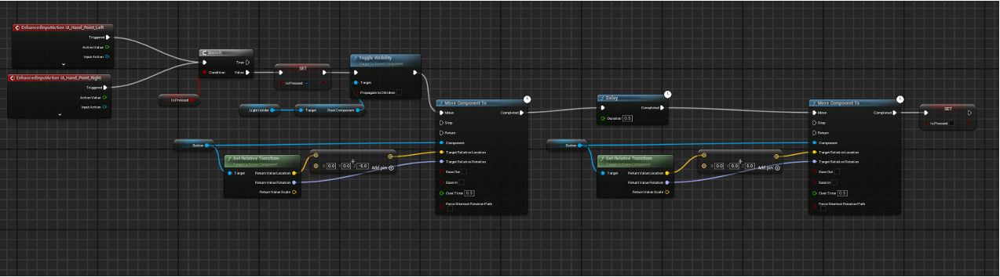 EnhancedInputAction IA_Hand_Point_Left
Triggered
Action Value
Input Action
EnhancedInputAction IA_Hand_Point_Right
Triggered
Action Value
Input Action
Branch
True
Condition
False
Is Pressed
SET
Is Pressed
Toggle Visibility
Target is Scene Component
Target
Propagate to Children
Light Holder
Target
Root Component
Button
Get Relative Transform
Target is Scene Component
Target
Return Value Location
Return Value Rotation
Return Value Scale
X 0.0 Y 0.0 Z -5.0
Add pin
Move Component To
Move
Completed
Stop
Return
Component
Target Relative Location
Target Relative Rotation
Ease Out
Ease In
Over Time 0.5
Force Shortest Rotation Path
Delay
Completed
Duration 0.5
Button
Get Relative Transform
Target is Scene Component
Target
Return Value Location
Return Value Rotation
Return Value Scale
X 0.0 Y 0.0 Z 5.0
Add pin
Move Component To
Move
Completed
Stop
Return
Component
Target Relative Location
Target Relative Rotation
Ease Out
Ease In
Over Time 0.5
Force Shortest Rotation Path
SET
Is Pressed